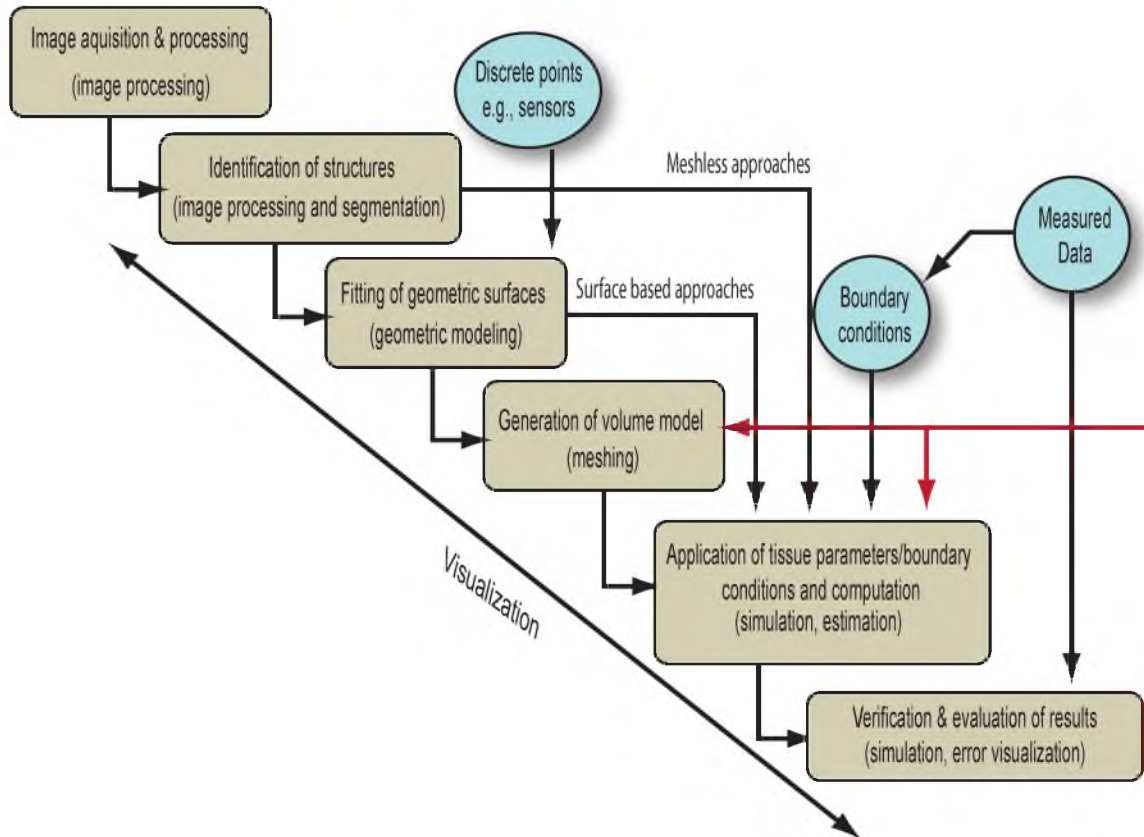 Image aquisition & processing
(image processing)
Discrete points
e.g., sensors
Identification of structures
(image processing and segmentation)
Meshless approaches
Measured
Data
Fitting of geometric surfaces
(geometric modeling)
Surface based approaches
Boundary
conditions
Generation of volume model
(meshing)
Visualization
Application of tissue parameters/boundary
conditions and computation
(simulation, estimation)
Verification & evaluation of results
(simulation, error visualization)